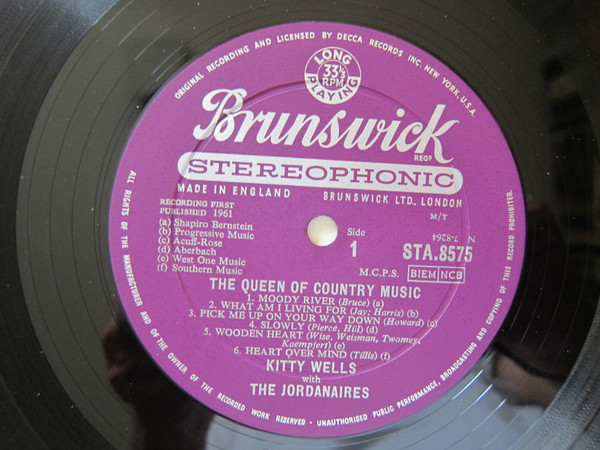 ORIGINAL RECORDING AND LICENSED BY DECCA RECORDS INC. NEW YORK, U.S.A.
LONG
33⅓
RPM
PLAYING
Brunswick
REGD
STEREOPHONIC
MADE IN ENGLAND
BRUNSWICK LTD., LONDON
RECORDING FIRST
PUBLISHED 1961
M/T
(a) Shapiro Bernstein
(b) Progressive Music
(c) Acuff-Rose
(d) Aberbach
(e) West One Music
(f) Southern Music
Side
1
7-8264
N
STA.8575
M.C.P.S.
BIEM NCB
THE QUEEN OF COUNTRY MUSIC
1. MOODY RIVER (Bruce) (a)
2. WHAT AM I LIVING FOR (Jay; Harris) (b)
3. PICK ME UP ON YOUR WAY DOWN (Howard) (c)
4. SLOWLY (Pierce, Hill) (d)
5. WOODEN HEART (Wise, Weisman, Twomey,
Kaempfert) (e)
6. HEART OVER MIND (Tillis) (f)
KITTY WELLS
with
THE JORDANAIRES
ALL RIGHTS OF THE MANUFACTURER AND OF THE OWNER OF THE RECORDED WORK RESERVED · UNAUTHORISED PUBLIC PERFORMANCE, BROADCASTING AND COPYING OF THIS RECORD PROHIBITED.